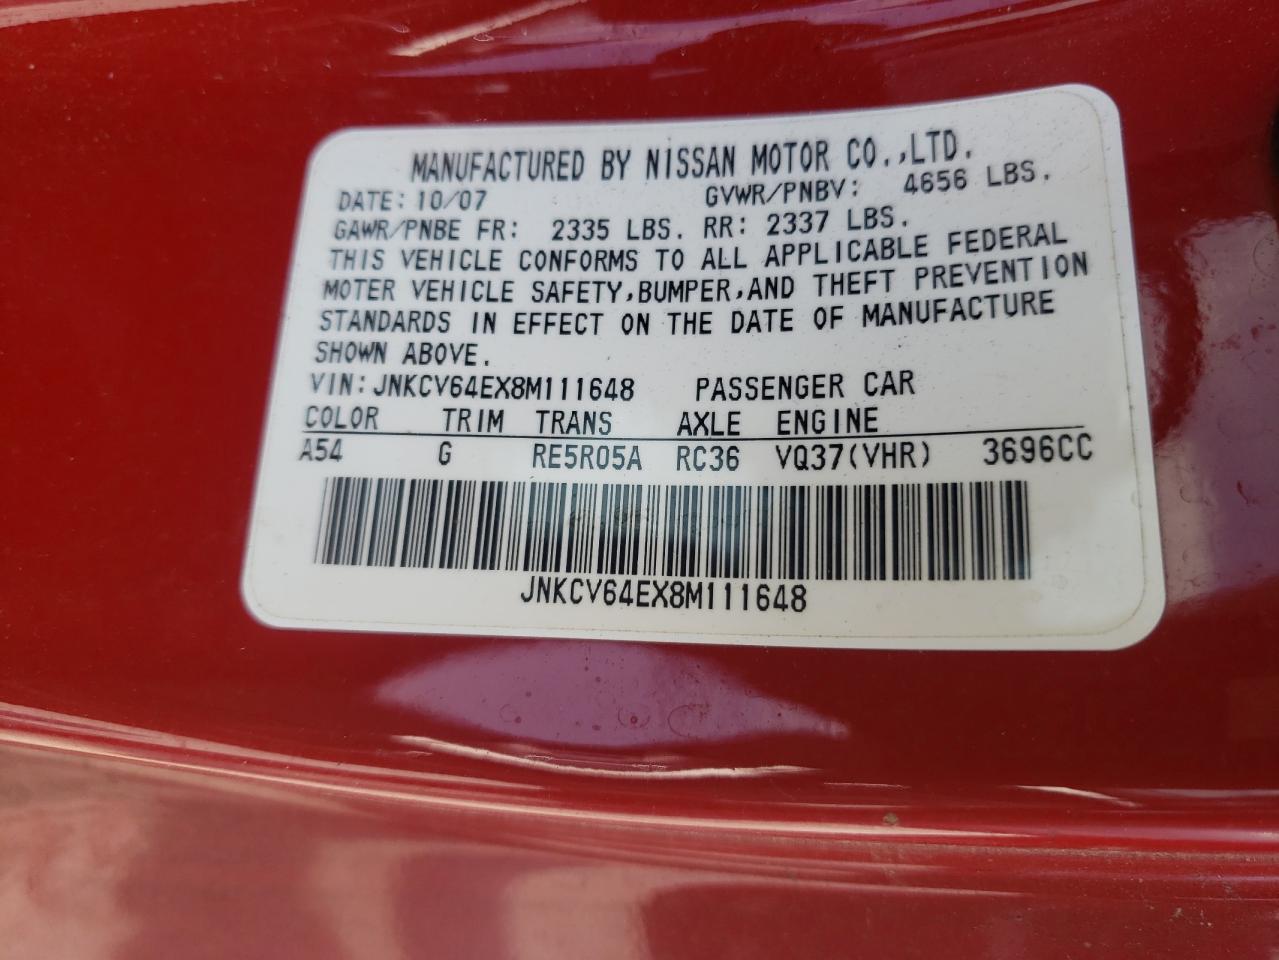 MANUFACTURED BY NISSAN MOTOR CO.,LTD.
DATE: 10/07 GVWR/PNBV: 4656 LBS.
GAWR/PNBE FR: 2335 LBS. RR: 2337 LBS.
THIS VEHICLE CONFORMS TO ALL APPLICABLE FEDERAL
MOTER VEHICLE SAFETY,BUMPER,AND THEFT PREVENTION
STANDARDS IN EFFECT ON THE DATE OF MANUFACTURE
SHOWN ABOVE.
VIN: JNKCV64EX8M111648 PASSENGER CAR
COLOR TRIM TRANS AXLE ENGINE
A54 G RE5R05A RC36 VQ37(VHR) 3696CC
JNKCV64EX8M111648